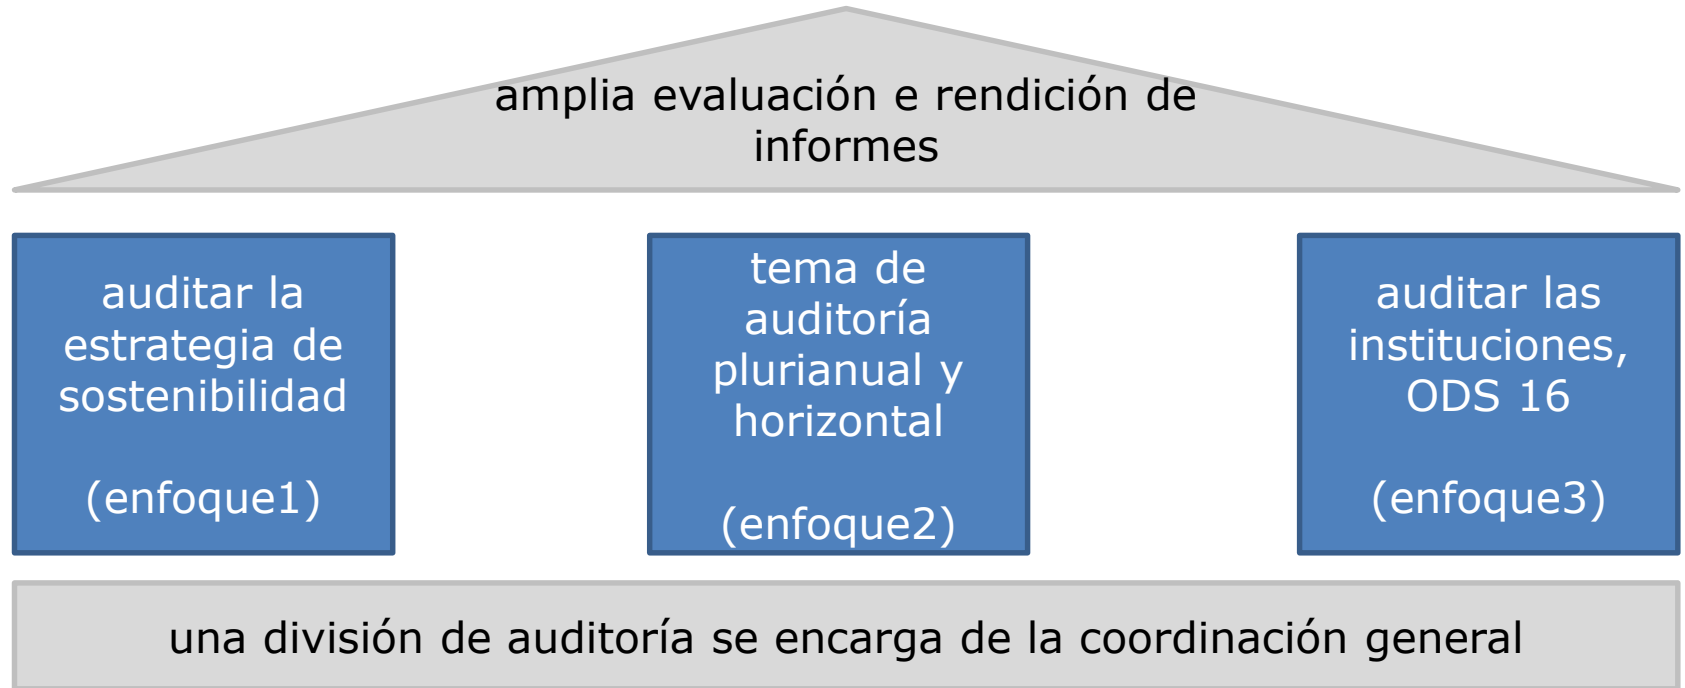 amplia evaluación e rendición de
informes
auditar la
estrategia de
sostenibilidad
(enfoque1)
tema de
auditoría
plurianual y
horizontal
(enfoque2)
auditar las
instituciones,
ODS 16
(enfoque3)
una división de auditoría se encarga de la coordinación general